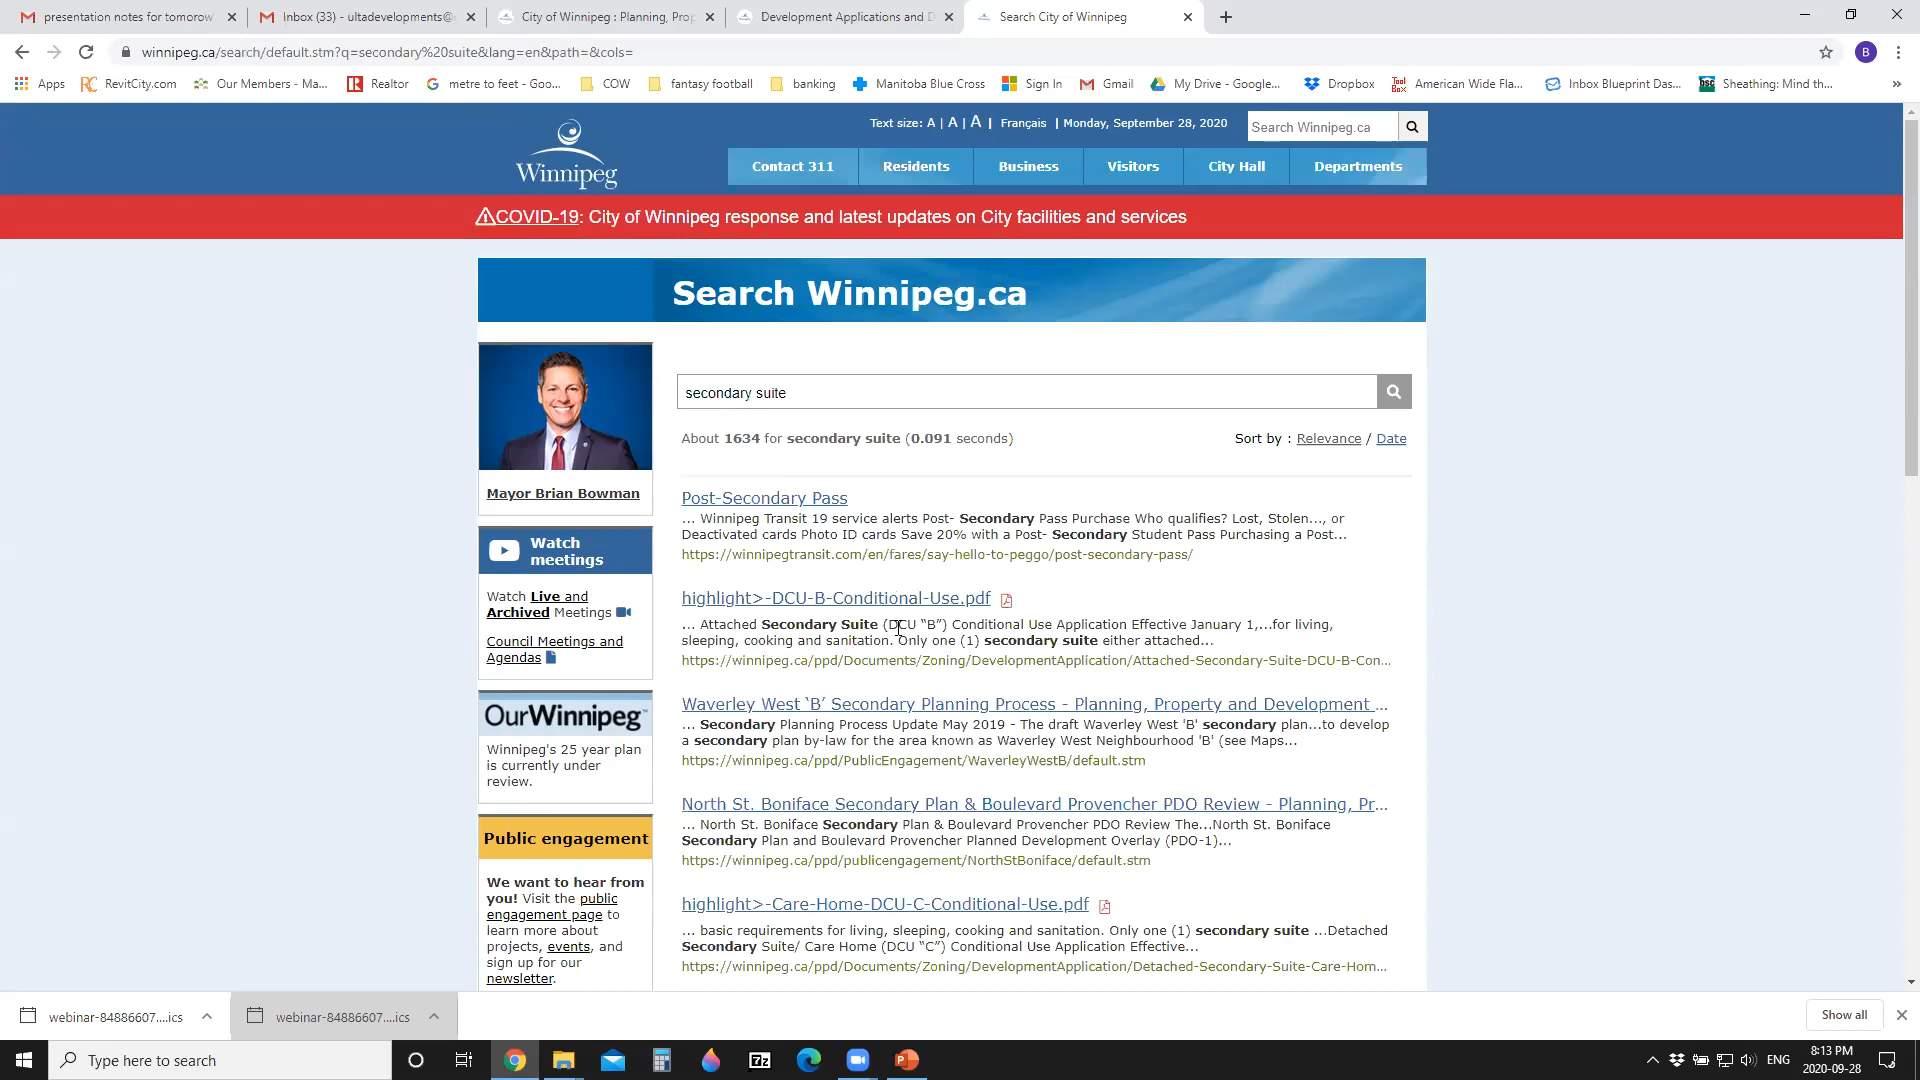 presentation notes for tomorow
Inbox (33) - ultadevelopments@
City of Winnipeg : Planning, Prop
Development Applications and D
Search City of Winnipeg
winnipeg.ca/search/default.stm?q=secondary%20suite&lang=en&path=&cols=
B
Apps
RevitCity.com
Our Members - Ma...
Realtor
metre to feet - Goo...
COW
fantasy football
banking
Manitoba Blue Cross
Sign In
Gmail
My Drive - Google...
Dropbox
American Wide Fla...
Inbox Blueprint Das...
Sheathing: Mind th...
Text size: A | A | A | Français | Monday, September 28, 2020
Search Winnipeg.ca
Winnipeg
Contact 311
Residents
Business
Visitors
City Hall
Departments
COVID-19: City of Winnipeg response and latest updates on City facilities and services
Search Winnipeg.ca
Mayor Brian Bowman
Watch
meetings
Watch Live and
Archived Meetings
Council Meetings and
Agendas
OurWinnipeg
Winnipeg's 25 year plan
is currently under
review.
Public engagement
We want to hear from
you! Visit the public
engagement page to
learn more about
projects, events, and
sign up for our
newsletter.
secondary suite
About 1634 for secondary suite (0.091 seconds)
Sort by : Relevance / Date
Post-Secondary Pass
... Winnipeg Transit 19 service alerts Post- Secondary Pass Purchase Who qualifies? Lost, Stolen..., or
Deactivated cards Photo ID cards Save 20% with a Post- Secondary Student Pass Purchasing a Post...
https://winnipegtransit.com/en/fares/say-hello-to-peggo/post-secondary-pass/
highlight>-DCU-B-Conditional-Use.pdf
... Attached Secondary Suite (DCU “B”) Conditional Use Application Effective January 1,...for living,
sleeping, cooking and sanitation. Only one (1) secondary suite either attached...
https://winnipeg.ca/ppd/Documents/Zoning/DevelopmentApplication/Attached-Secondary-Suite-DCU-B-Con...
Waverley West ‘B’ Secondary Planning Process - Planning, Property and Development ...
... Secondary Planning Process Update May 2019 - The draft Waverley West 'B' secondary plan...to develop
a secondary plan by-law for the area known as Waverley West Neighbourhood 'B' (see Maps...
https://winnipeg.ca/ppd/PublicEngagement/WaverleyWestB/default.stm
North St. Boniface Secondary Plan & Boulevard Provencher PDO Review - Planning, Pr...
... North St. Boniface Secondary Plan & Boulevard Provencher PDO Review The...North St. Boniface
Secondary Plan and Boulevard Provencher Planned Development Overlay (PDO-1)...
https://winnipeg.ca/ppd/publicengagement/NorthStBoniface/default.stm
highlight>-Care-Home-DCU-C-Conditional-Use.pdf
... basic requirements for living, sleeping, cooking and sanitation. Only one (1) secondary suite ...Detached
Secondary Suite/ Care Home (DCU “C”) Conditional Use Application Effective...
https://winnipeg.ca/ppd/Documents/Zoning/DevelopmentApplication/Detached-Secondary-Suite-Care-Hom...
webinar-84886607....ics
webinar-84886607....ics
Show all
Type here to search
7z
ENG
8:13 PM
2020-09-28